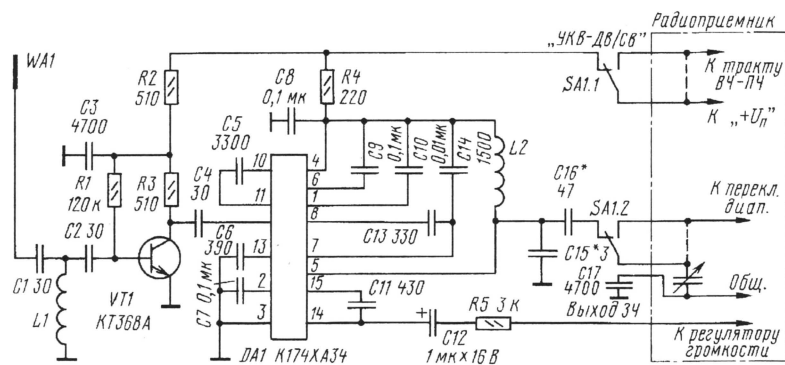 Радиоприемник
„УКВ-ДВ/СВ"
К тракту
ВЧ-ПЧ
SA1.1
К „+Uп"
WA1
R2
510
C8
0,1 мк
R4
220
C3
4700
C5
3300
10
4
C9
0,1 мк
C10
0,01 мк
C14
1500
L2
R1
120 к
R3
510
C4
30
11
6
1
8
C16*
47
SA1.2
К перекл.
диап.
C2 30
C6
390
13
C13 330
7
5
C15* 3
C1 30
L1
VT1
КТ368А
C7 0,1 мк
2
3
15
14
C11 430
C17
4700
Общ.
+
C12
1 мк × 16 В
R5 3 к
Выход ЗЧ
К регулятору
громкости
DA1 К174ХА34